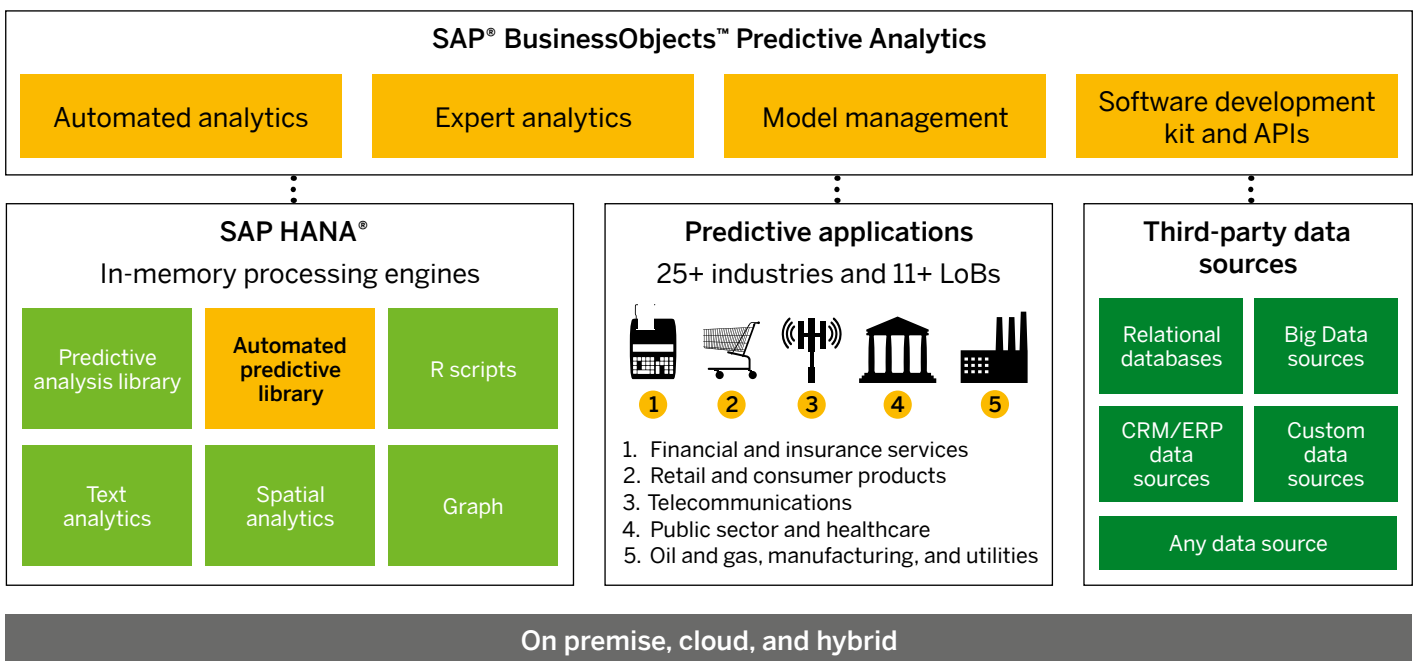 SAP® BusinessObjects™ Predictive Analytics
Automated analytics
Expert analytics
Model management
Software development
kit and APIs
SAP HANA®
In-memory processing engines
Predictive
analysis library
Automated
predictive
library
R scripts
Text
analytics
Spatial
analytics
Graph
Predictive applications
25+ industries and 11+ LoBs
1
2
3
4
5
1. Financial and insurance services
2. Retail and consumer products
3. Telecommunications
4. Public sector and healthcare
5. Oil and gas, manufacturing, and utilities
Third-party data
sources
Relational
databases
Big Data
sources
CRM/ERP
data
sources
Custom
data
sources
Any data source
On premise, cloud, and hybrid